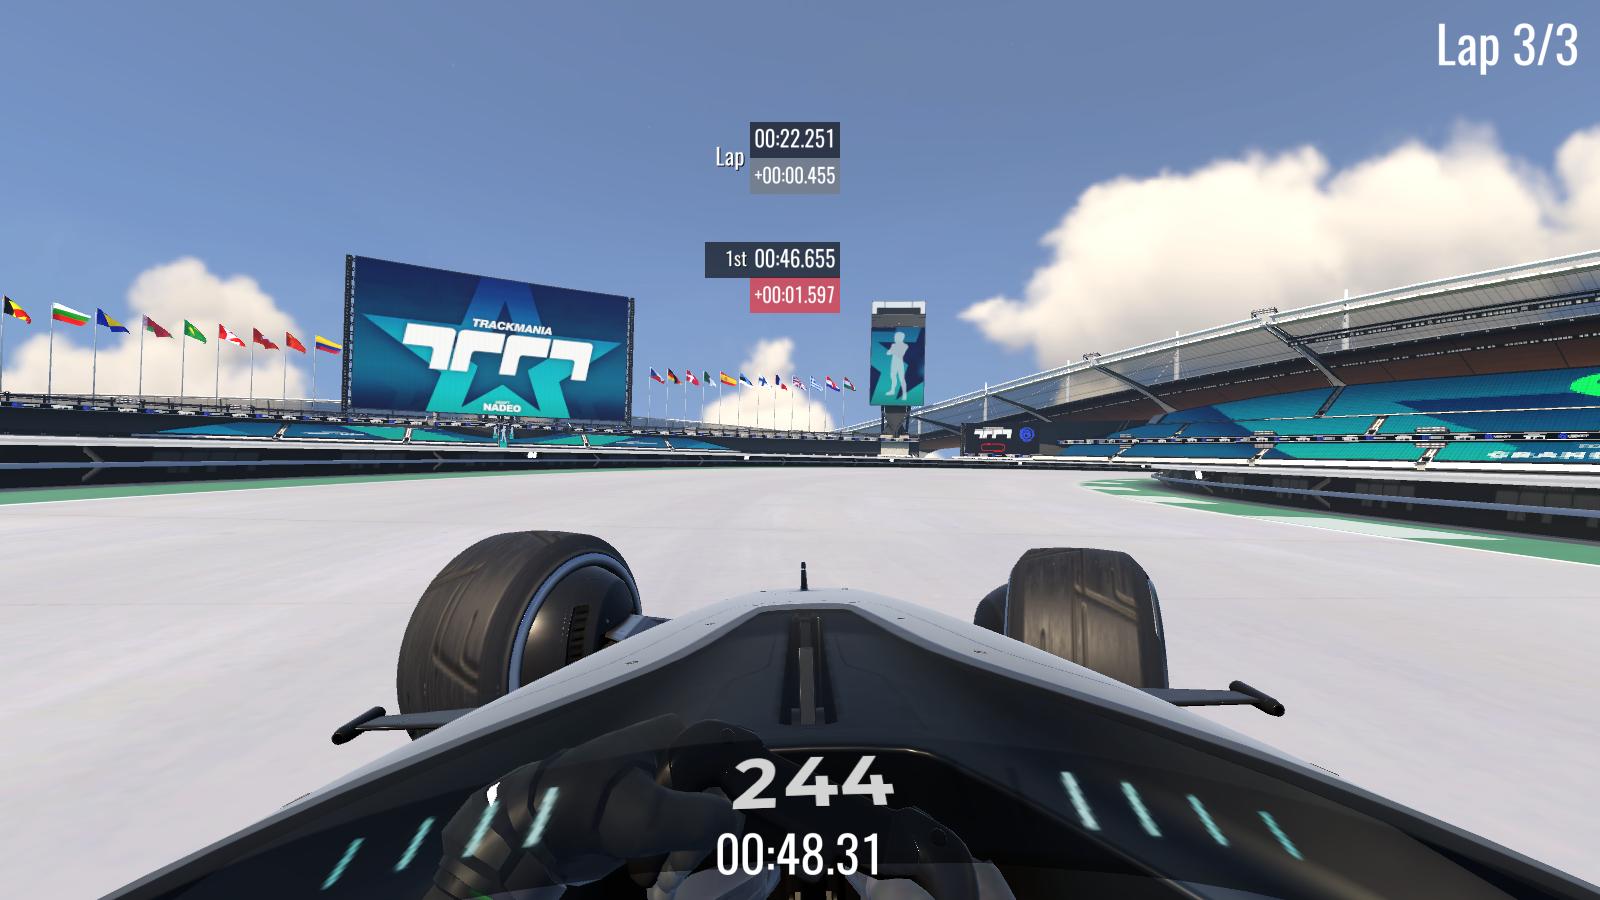 Lap 3/3
00:22.251
Lap
+00:00.455
1st 00:46.655
+00:01.597
TRACKMANIA
NADEO
244
00:48.31